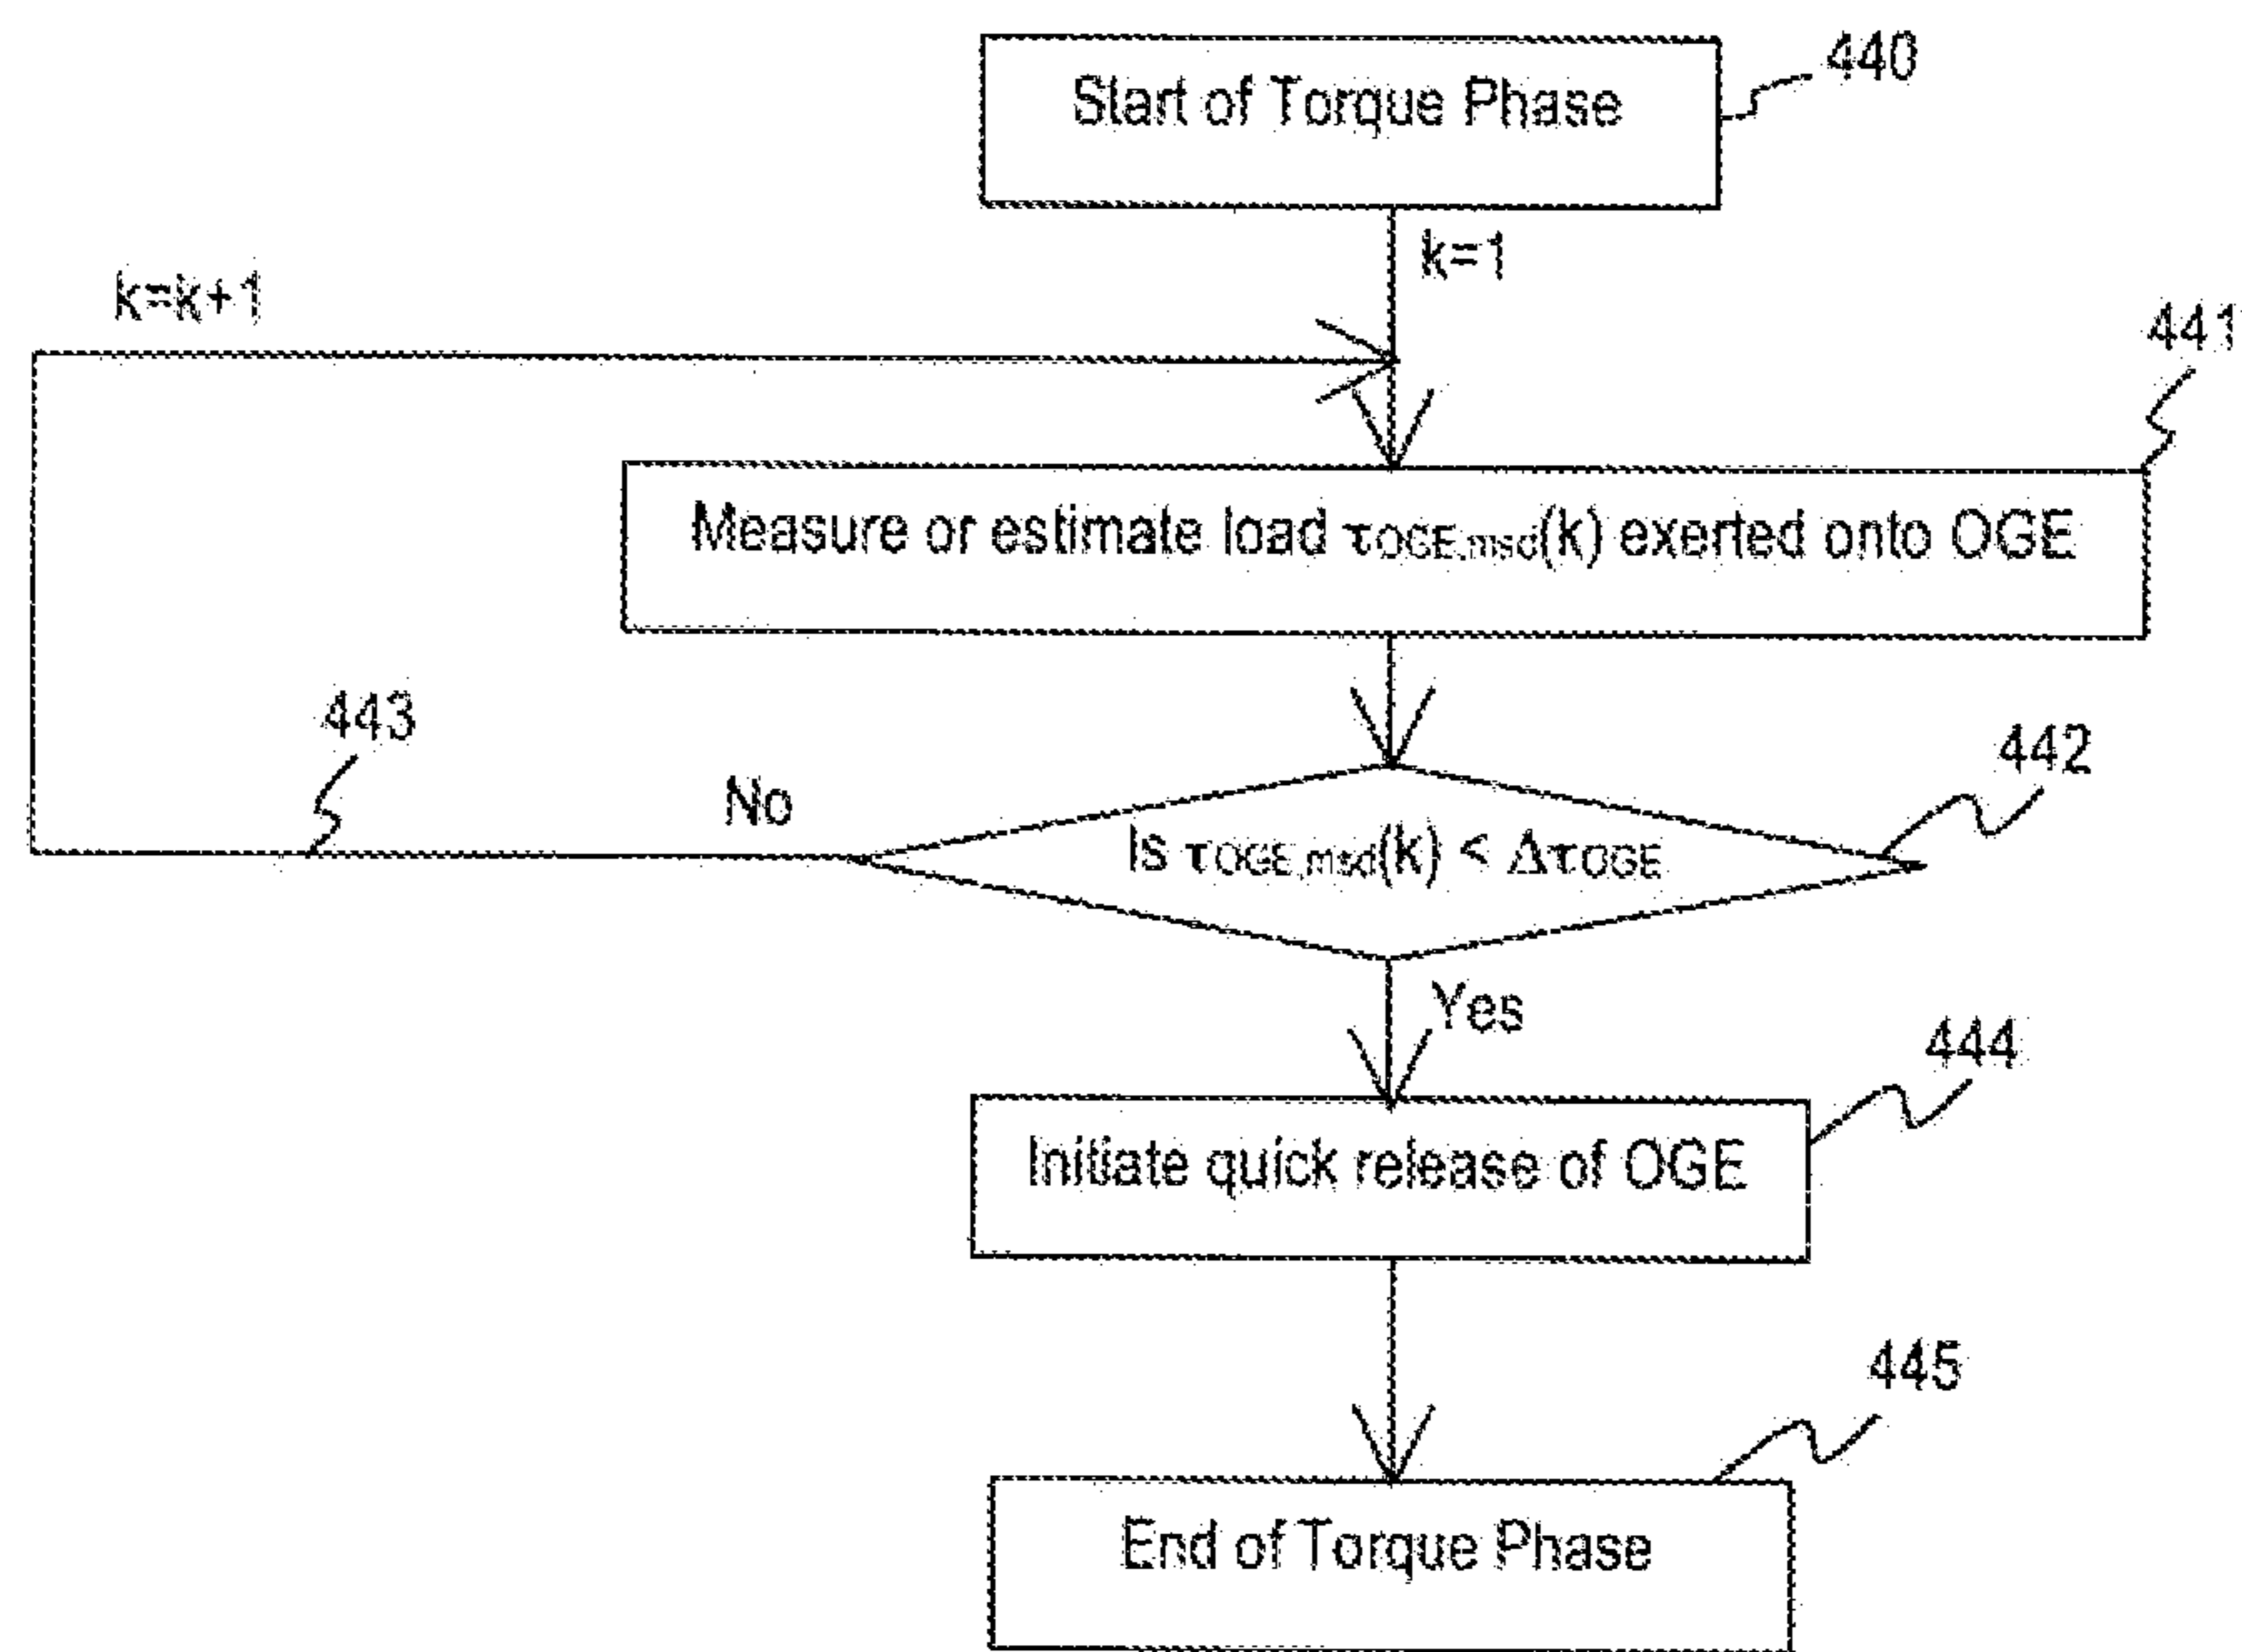 440
Start of Torque Phase
k=1
k=k+1
441
Measure or estimate load τOGE,msd(k) exerted onto OGE
443
442
No
Is τOGE,msd(k) < ΔτOGE
Yes
444
Initiate quick release of OGE
445
End of Torque Phase